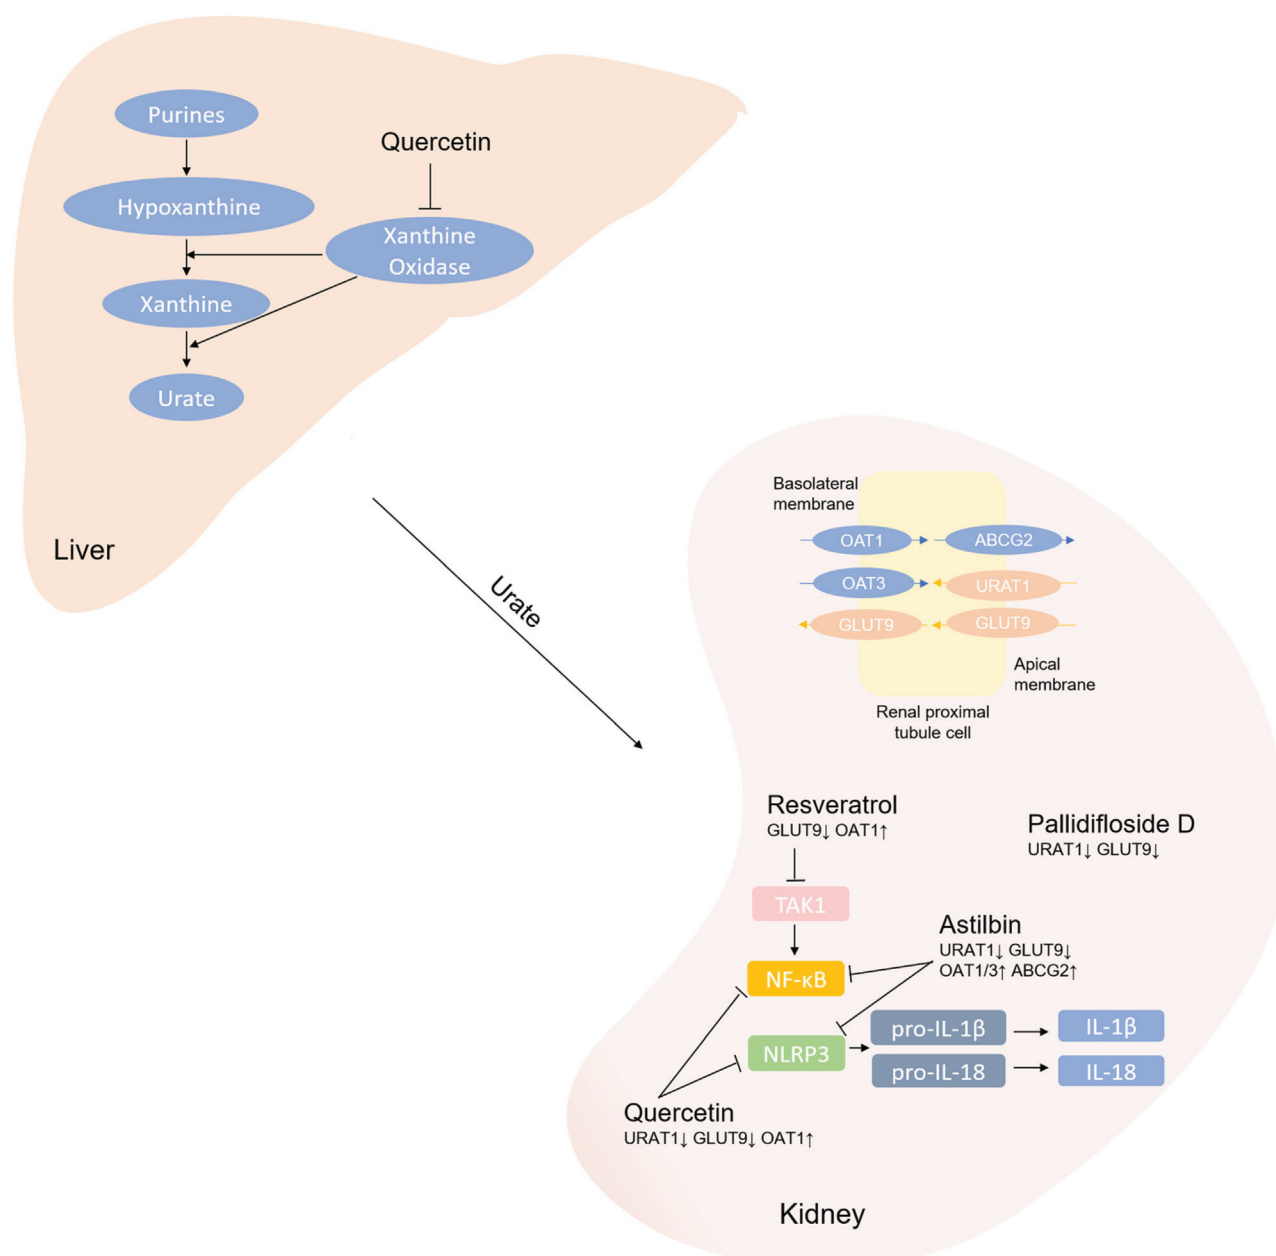 Purines
Quercetin
Hypoxanthine
Xanthine
Oxidase
Xanthine
Urate
Liver
Urate
Basolateral
membrane
OAT1
ABCG2
OAT3
URAT1
GLUT9
GLUT9
Apical
membrane
Renal proximal
tubule cell
Resveratrol
GLUT9↓ OAT1↑
Pallidifloside D
URAT1↓ GLUT9↓
TAK1
Astilbin
URAT1↓ GLUT9↓
OAT1/3↑ ABCG2↑
NF-κB
pro-IL-1β
IL-1β
NLRP3
pro-IL-18
IL-18
Quercetin
URAT1↓ GLUT9↓ OAT1↑
Kidney